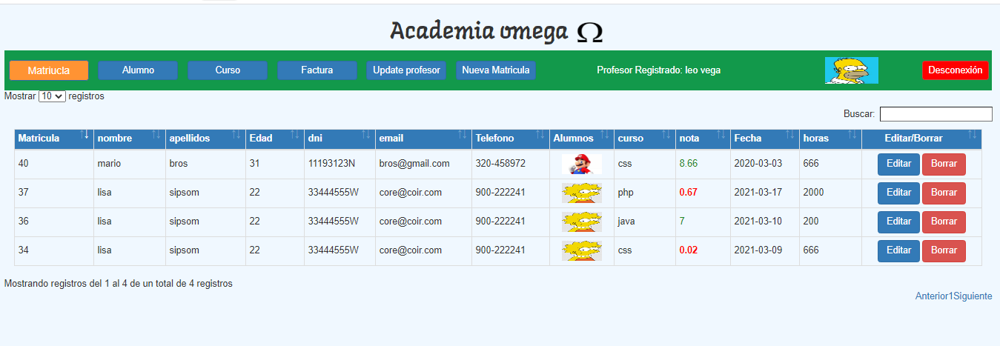 Academia omega Ω
Matriucla Alumno Curso Factura Update profesor Nueva Matricula Profesor Registrado: leo vega Desconexión
Mostrar 10 registros
Buscar:
Matricula nombre apellidos Edad dni email Telefono Alumnos curso nota Fecha horas Editar/Borrar
40 mario bros 31 11193123N bros@gmail.com 320-458972 css 8.66 2020-03-03 666 Editar Borrar
37 lisa sipsom 22 33444555W core@coir.com 900-222241 php 0.67 2021-03-17 2000 Editar Borrar
36 lisa sipsom 22 33444555W core@coir.com 900-222241 java 7 2021-03-10 200 Editar Borrar
34 lisa sipsom 22 33444555W core@coir.com 900-222241 css 0.02 2021-03-09 666 Editar Borrar
Mostrando registros del 1 al 4 de un total de 4 registros
Anterior1Siguiente